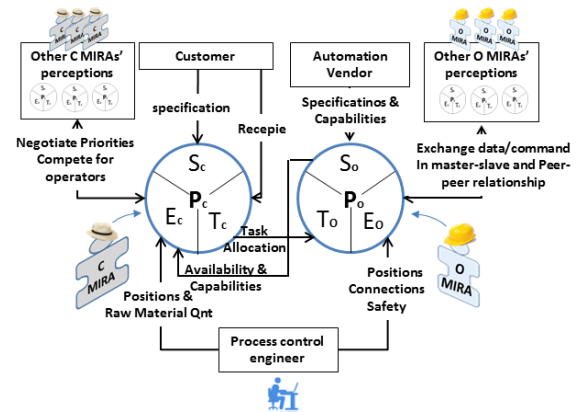 C
MIRA
O
MIRA
Other C MIRAs'
perceptions
S.
P.
E.
T.
Customer
Automation
Vendor
Other O MIRAs'
perceptions
S.
P.
E.
T.
specification
Recepie
Specificatinos &
Capabilities
Negotiate Priorities
Compete for
operators
Exchange data/command
In master-slave and Peer-
peer relationship
Sc
Pc
Ec
Tc
So
Po
To
Eo
Task
Allocation
Availability &
Capabilities
C
MIRA
Positions &
Raw Material Qnt
Positions
Connections
Safety
O
MIRA
Process control
engineer